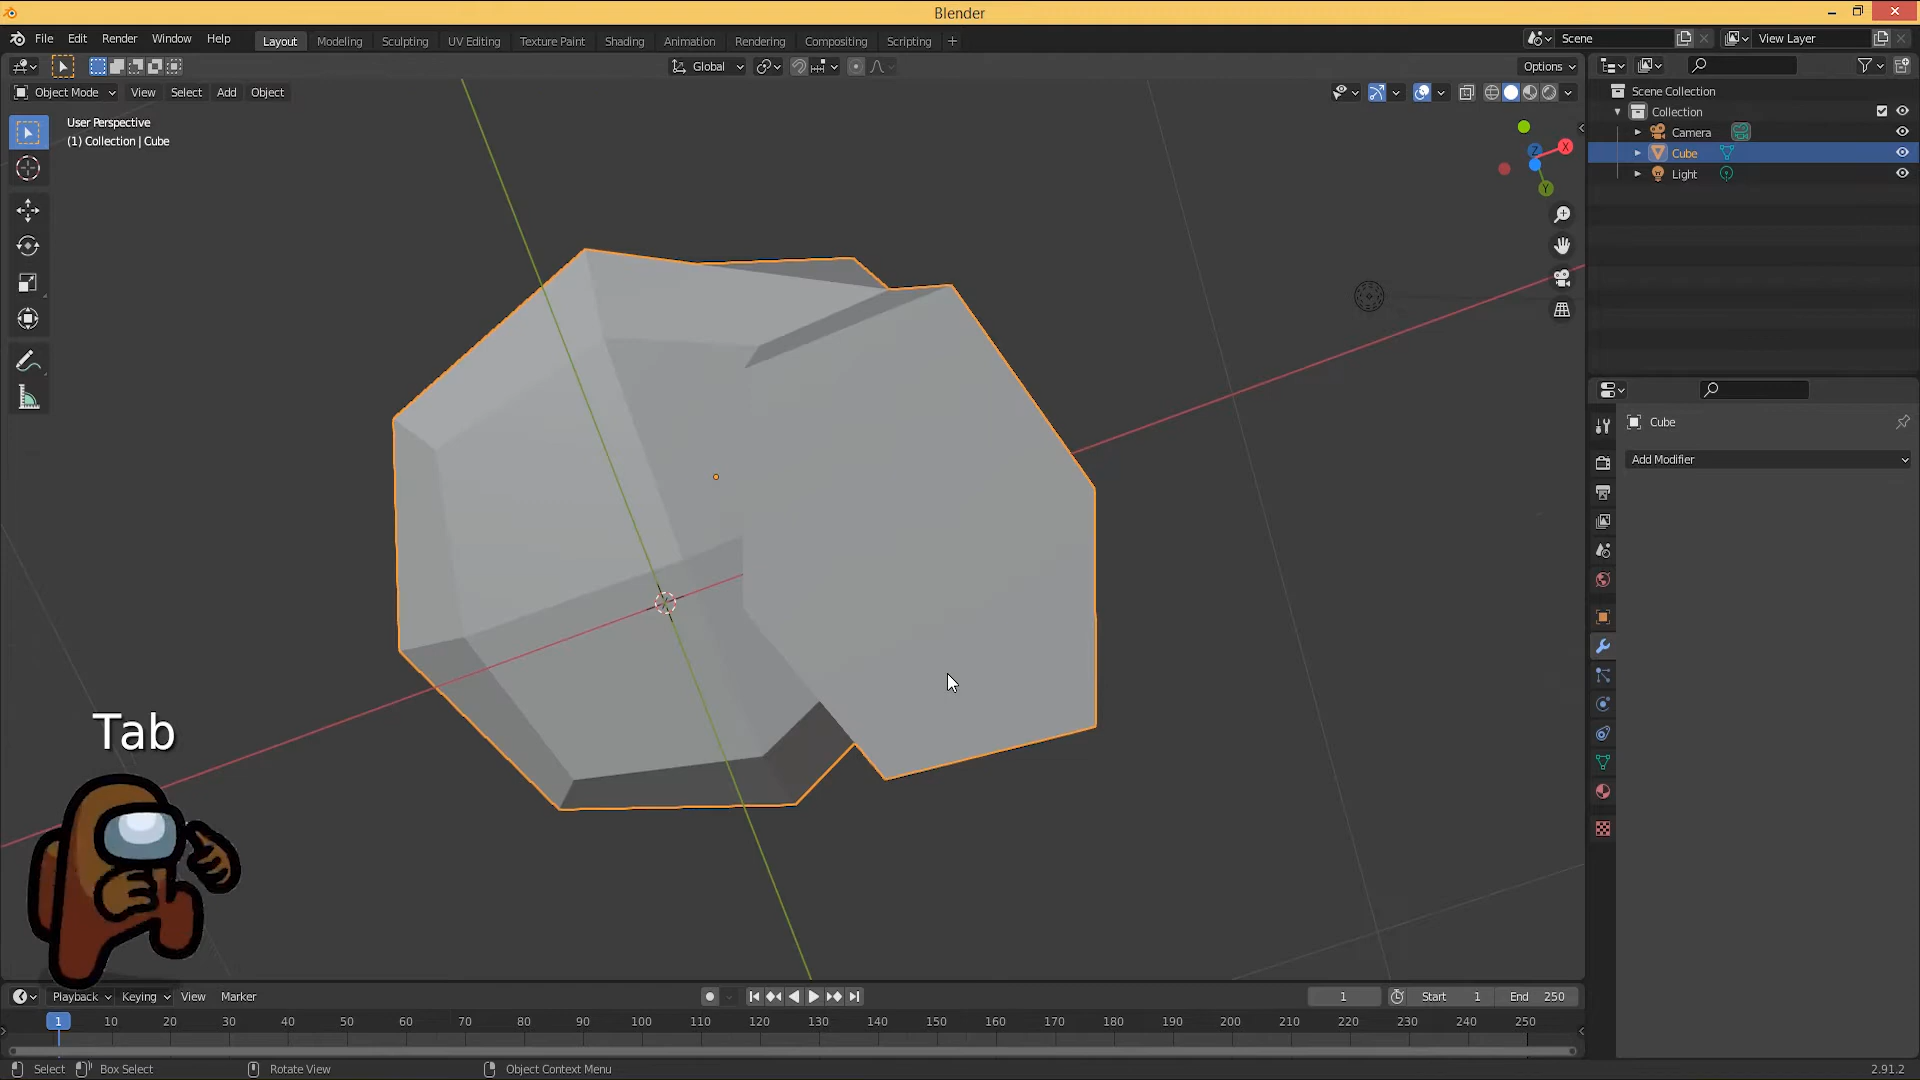 Blender
File Edit Render Window Help Layout Modeling Sculpting UV Editing Texture Paint Shading Animation Rendering Compositing Scripting + Scene View Layer
Global Options
Object Mode View Select Add Object
User Perspective
(1) Collection | Cube
X
Y
Z
Scene Collection
Collection
Camera
Cube
Light
Cube
Add Modifier
Tab
Playback Keying View Marker 1 Start 1 End 250
1 10 20 30 40 50 60 70 80 90 100 110 120 130 140 150 160 170 180 190 200 210 220 230 240 250
Select Box Select Rotate View Object Context Menu 2.91.2